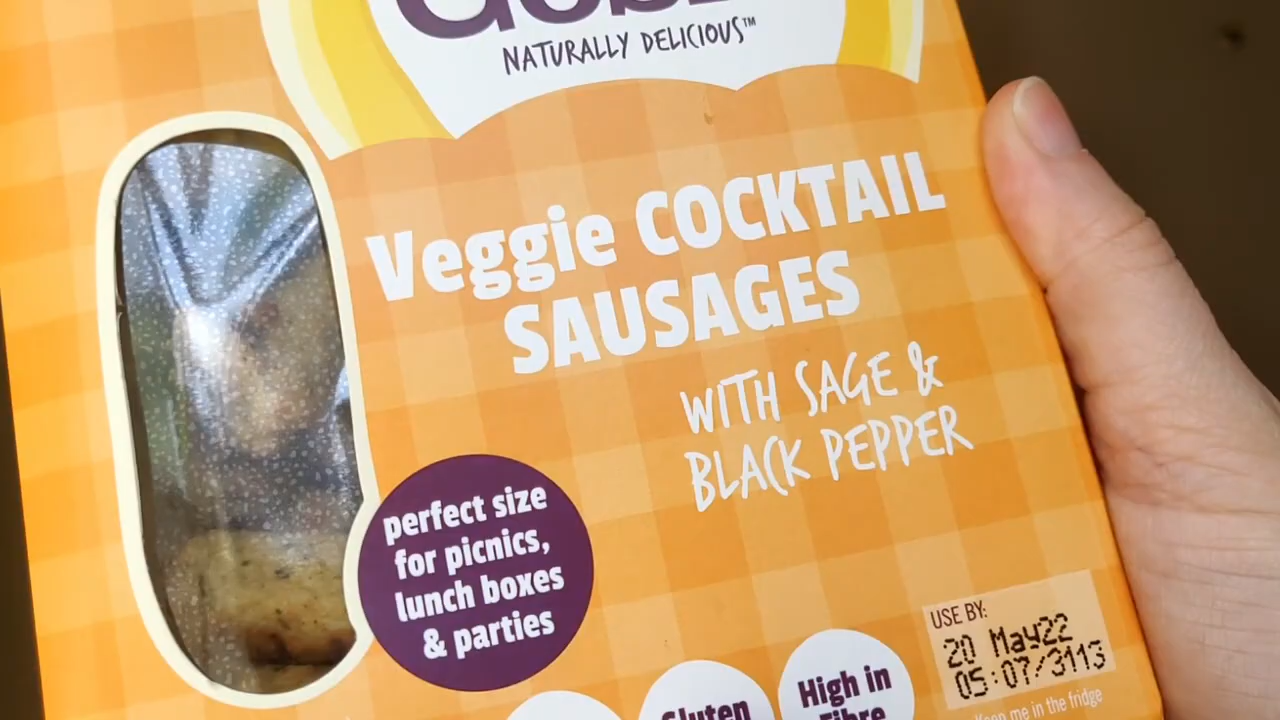 NATURALLY DELICIOUS™
Veggie COCKTAIL
SAUSAGES
WITH SAGE &
BLACK PEPPER
perfect size
for picnics,
lunch boxes
& parties
USE BY:
20 May22
05:07/3113
Keep me in the fridge
Gluten
High in
Fibre